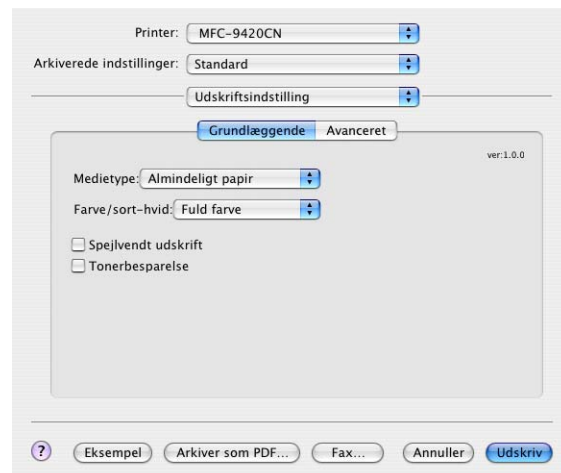 Printer: MFC-9420CN
Arkiverede indstillinger: Standard
Udskriftsindstilling
Grundlæggende Avanceret
ver:1.0.0
Medietype: Almindeligt papir
Farve/sort-hvid: Fuld farve
Spejlvendt udskrift
Tonerbesparelse
? Eksempel Arkiver som PDF... Fax... Annuller Udskriv